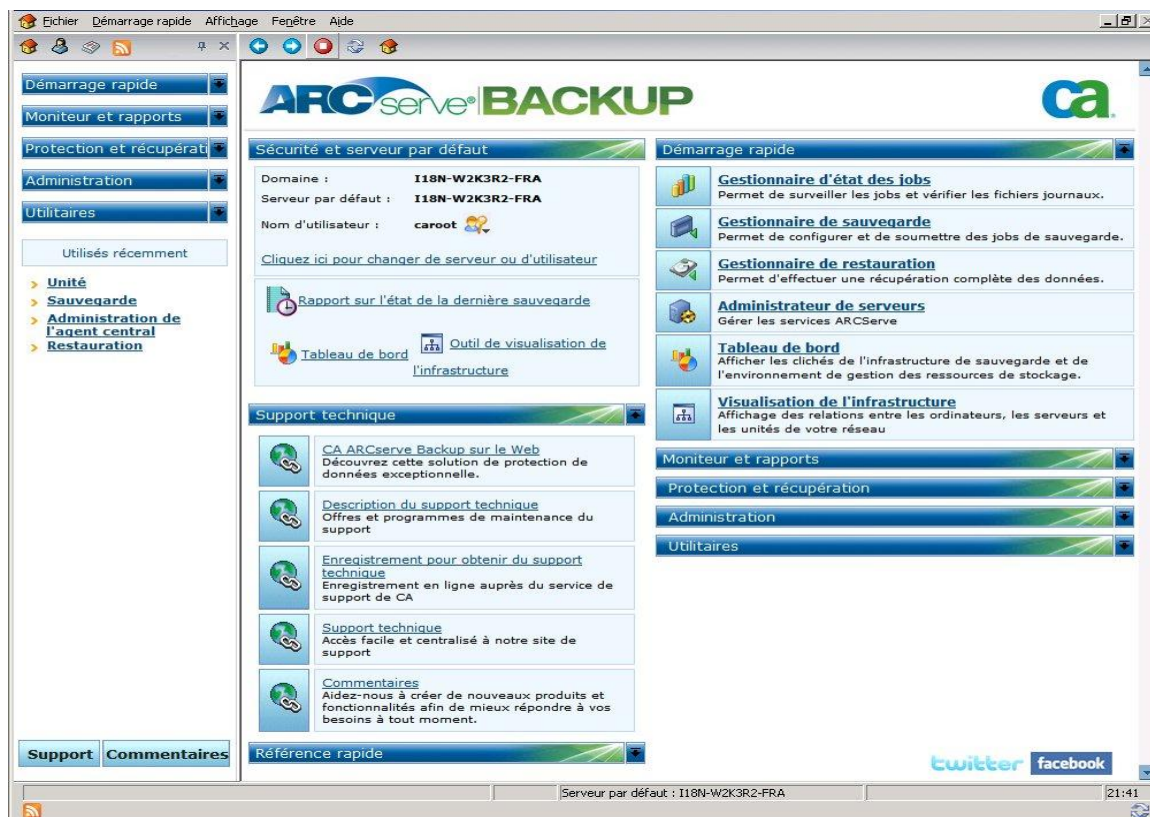 Fichier Démarrage rapide Affichage Fenêtre Aide
Démarrage rapide
Moniteur et rapports
Protection et récupérati
Administration
Utilitaires
Utilisés récemment
Unité
Sauvegarde
Administration de
l'agent central
Restauration
Support Commentaires
ARCserve® BACKUP
ca
Sécurité et serveur par défaut
Domaine : I18N-W2K3R2-FRA
Serveur par défaut : I18N-W2K3R2-FRA
Nom d'utilisateur : caroot
Cliquez ici pour changer de serveur ou d'utilisateur
Rapport sur l'état de la dernière sauvegarde
Tableau de bord
Outil de visualisation de
l'infrastructure
Support technique
CA ARCserve Backup sur le Web
Découvrez cette solution de protection de
données exceptionnelle.
Description du support technique
Offres et programmes de maintenance du
support
Enregistrement pour obtenir du support
technique
Enregistrement en ligne auprès du service de
support de CA
Support technique
Accès facile et centralisé à notre site de
support
Commentaires
Aidez-nous à créer de nouveaux produits et
fonctionnalités afin de mieux répondre à vos
besoins à tout moment.
Référence rapide
Démarrage rapide
Gestionnaire d'état des jobs
Permet de surveiller les jobs et vérifier les fichiers journaux.
Gestionnaire de sauvegarde
Permet de configurer et de soumettre des jobs de sauvegarde.
Gestionnaire de restauration
Permet d'effectuer une récupération complète des données.
Administrateur de serveurs
Gérer les services ARCServe
Tableau de bord
Afficher les clichés de l'infrastructure de sauvegarde et de
l'environnement de gestion des ressources de stockage.
Visualisation de l'infrastructure
Affichage des relations entre les ordinateurs, les serveurs et
les unités de votre réseau
Moniteur et rapports
Protection et récupération
Administration
Utilitaires
twitter facebook
Serveur par défaut : I18N-W2K3R2-FRA
21:41